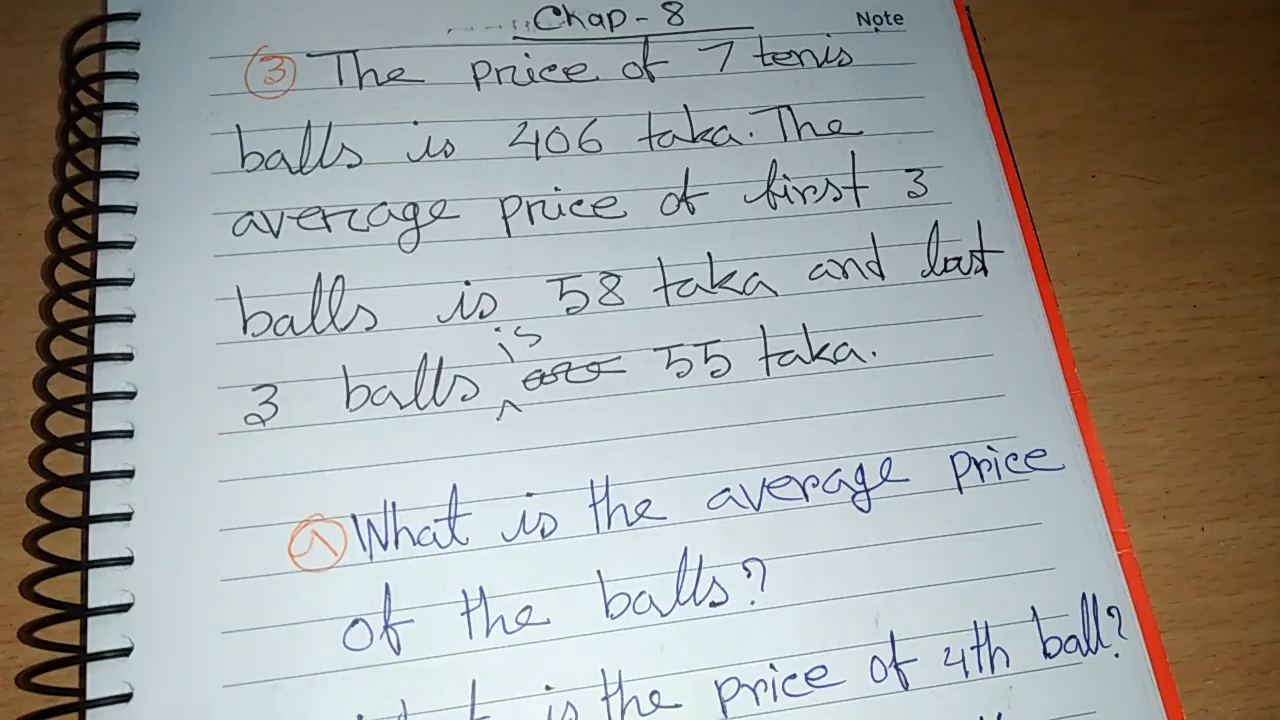 Chap-8
Note
③ The price of 7 tenis
balls is 406 taka. The
average price of first 3
balls is 58 taka and last
is
3 balls ^ 55 taka.
a What is the average price
of the balls?
is the price of 4th ball?